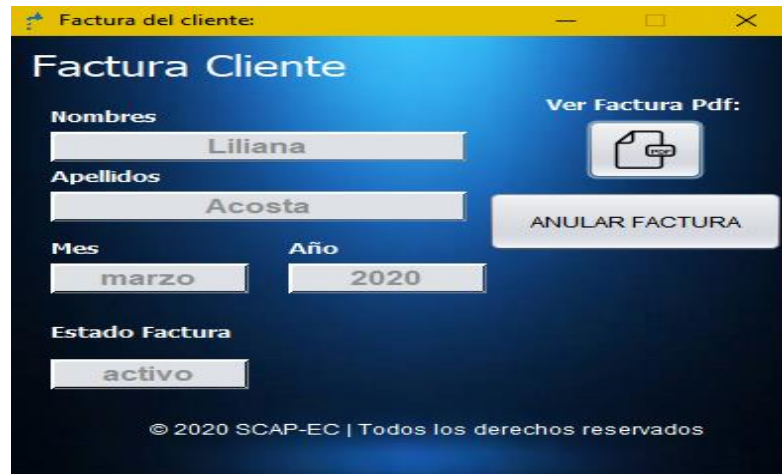 Factura del cliente:
Factura Cliente
Ver Factura Pdf:
Nombres
Liliana
PDF
Apellidos
Acosta
ANULAR FACTURA
Mes
Año
marzo
2020
Estado Factura
activo
© 2020 SCAP-EC | Todos los derechos reservados